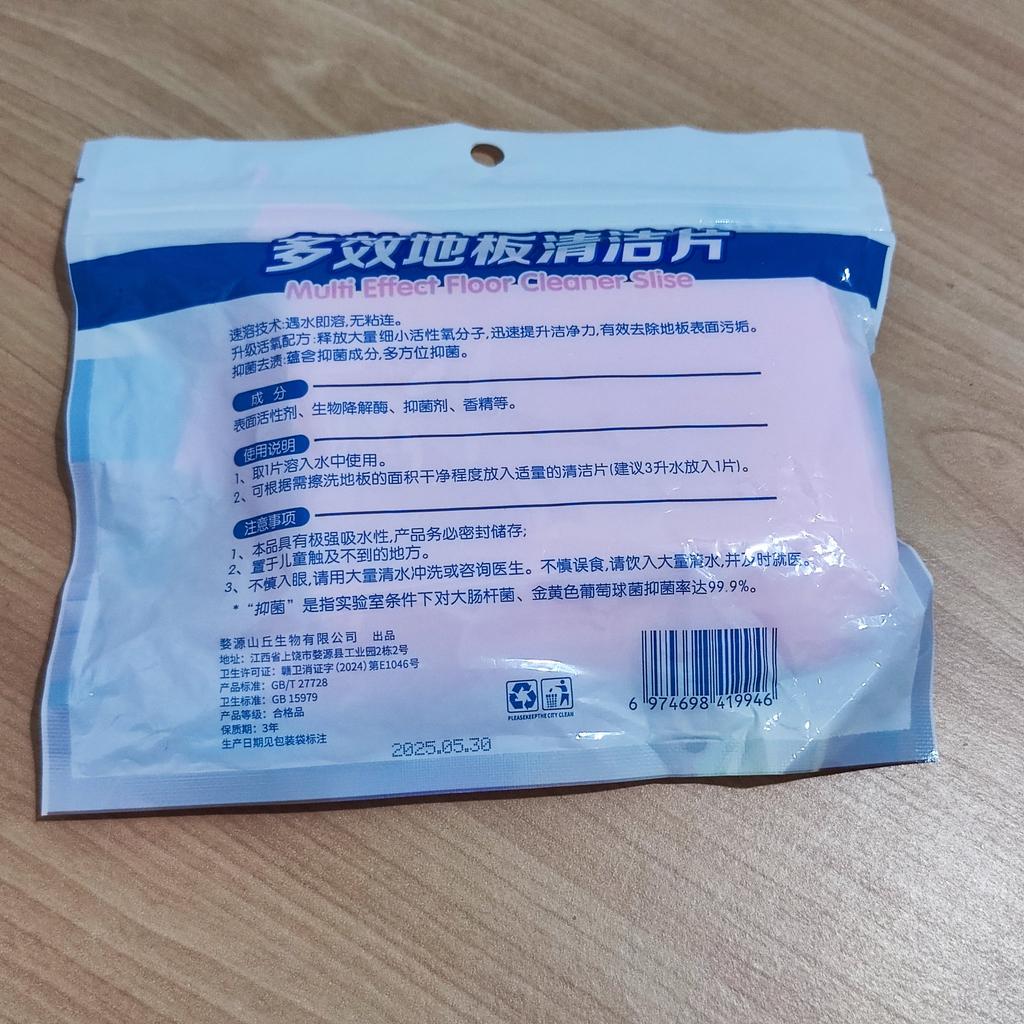 多效地板清洁片
Multi Effect Floor Cleaner Slise
速溶技术:遇水即溶,无粘连。
升级活氧配方:释放大量细小活性氧分子,迅速提升洁净力,有效去除地板表面污垢。
抑菌去渍:蕴含抑菌成分,多方位抑菌。
成 分
表面活性剂、生物降解酶、抑菌剂、香精等。
使用说明
1、取1片溶入水中使用。
2、可根据需擦洗地板的面积干净程度放入适量的清洁片(建议3升水放入1片)。
注意事项
1、本品具有极强吸水性,产品务必密封储存;
2、置于儿童触及不到的地方。
3、不慎入眼,请用大量清水冲洗或咨询医生。不慎误食,请饮入大量清水,并及时就医。
*“抑菌”是指实验室条件下对大肠杆菌、金黄色葡萄球菌抑菌率达99.9%。
婺源山丘生物有限公司 出品
地址:江西省上饶市婺源县工业园2栋2号
卫生许可证:赣卫消证字(2024)第E1046号
产品标准:GB/T 27728
卫生标准:GB 15979
产品等级:合格品
保质期:3年
生产日期见包装袋标注
2025.05.30
PLEASEKEEPTHE CITY CLEAN
6 974698 419946